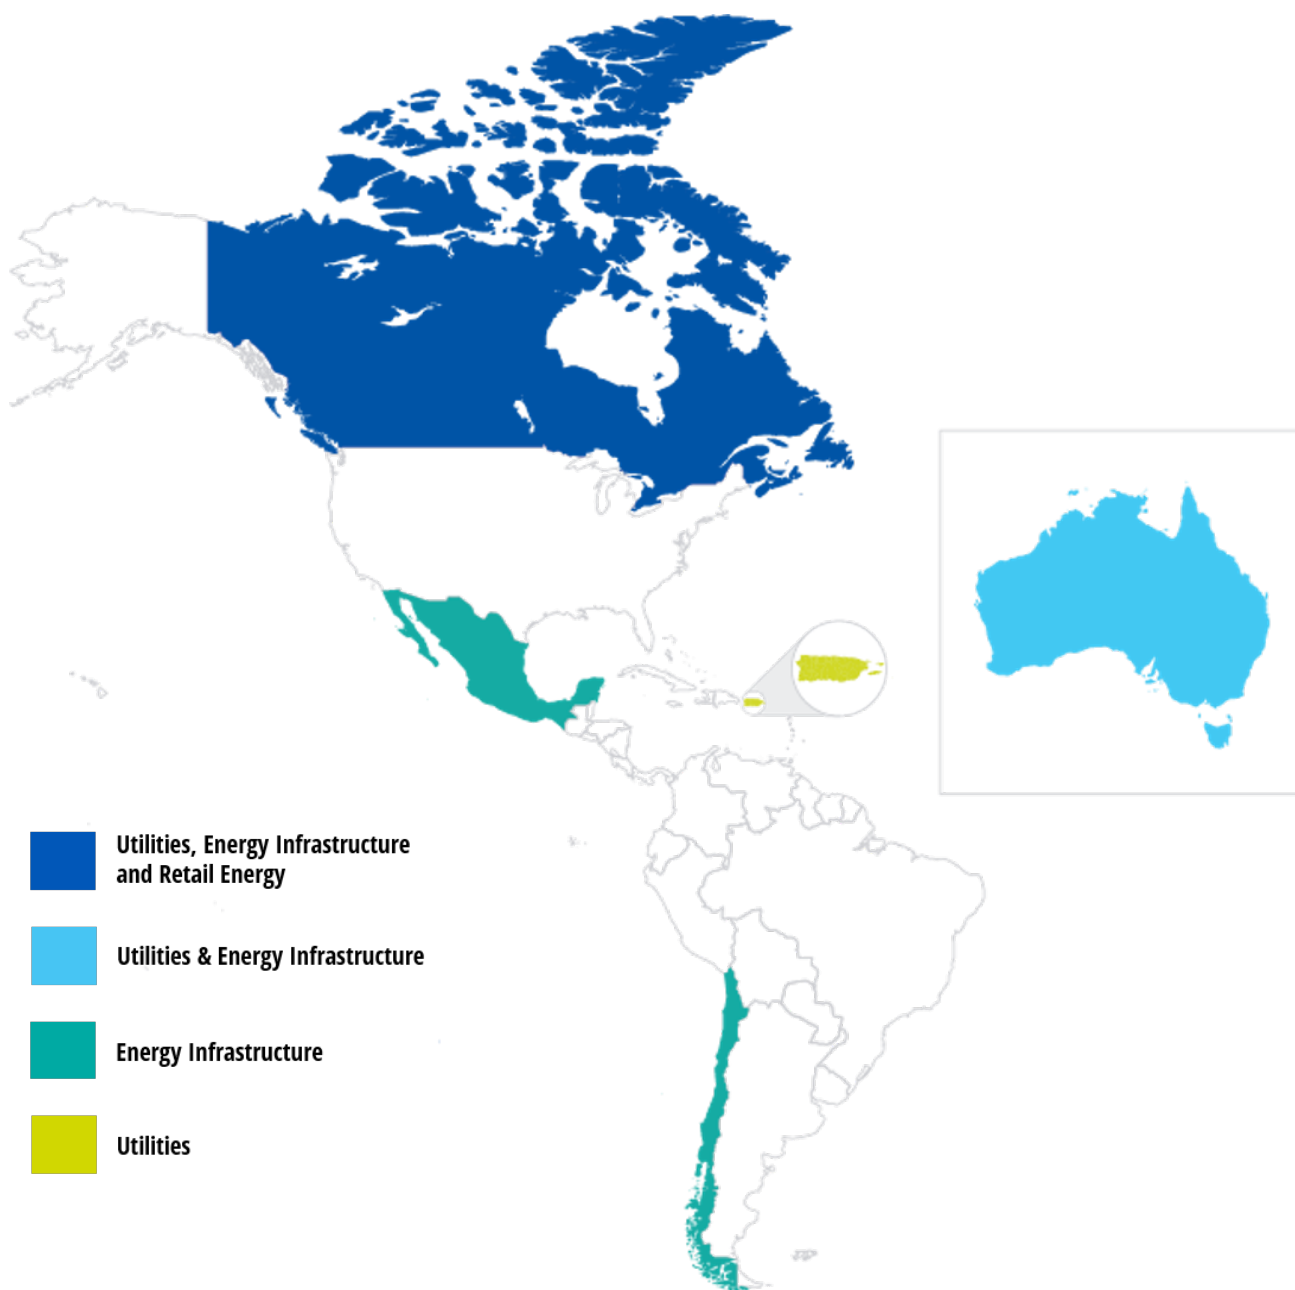 Utilities, Energy Infrastructure
and Retail Energy
Utilities & Energy Infrastructure
Energy Infrastructure
Utilities